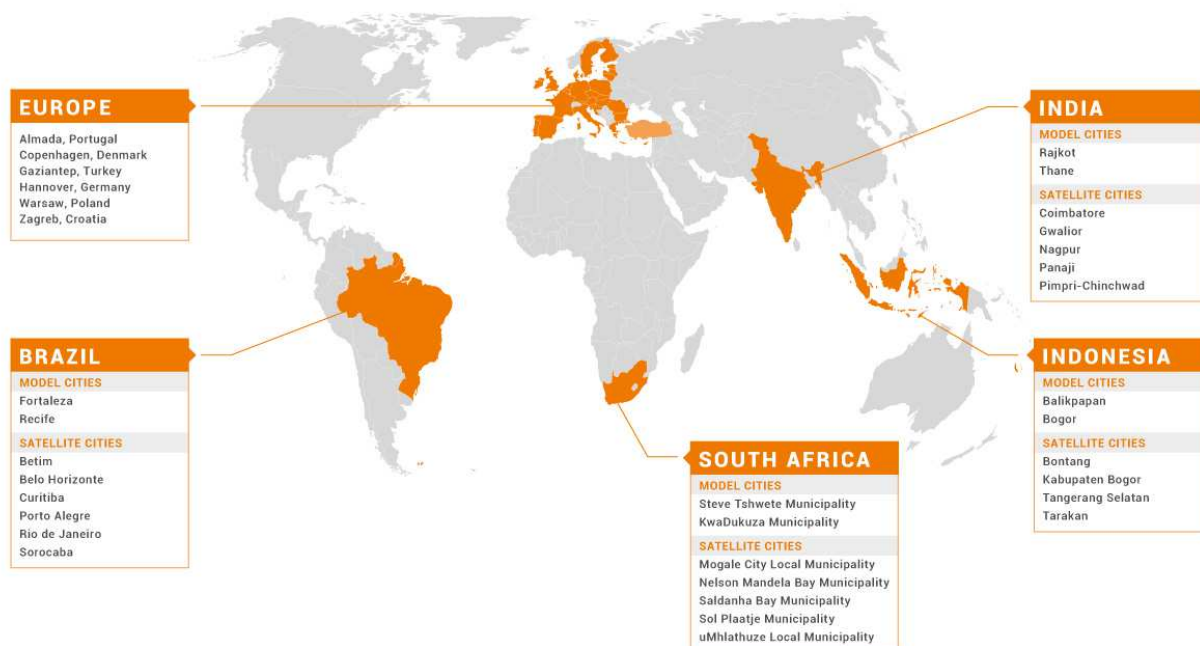 EUROPE
Almada, Portugal
Copenhagen, Denmark
Gaziantep, Turkey
Hannover, Germany
Warsaw, Poland
Zagreb, Croatia
BRAZIL
MODEL CITIES
Fortaleza
Recife
SATELLITE CITIES
Betim
Belo Horizonte
Curitiba
Porto Alegre
Rio de Janeiro
Sorocaba
SOUTH AFRICA
MODEL CITIES
Steve Tshwete Municipality
KwaDukuza Municipality
SATELLITE CITIES
Mogale City Local Municipality
Nelson Mandela Bay Municipality
Saldanha Bay Municipality
Sol Plaatje Municipality
uMhlathuze Local Municipality
INDIA
MODEL CITIES
Rajkot
Thane
SATELLITE CITIES
Coimbatore
Gwalior
Nagpur
Panaji
Pimpri-Chinchwad
INDONESIA
MODEL CITIES
Balikpapan
Bogor
SATELLITE CITIES
Bontang
Kabupaten Bogor
Tangerang Selatan
Tarakan